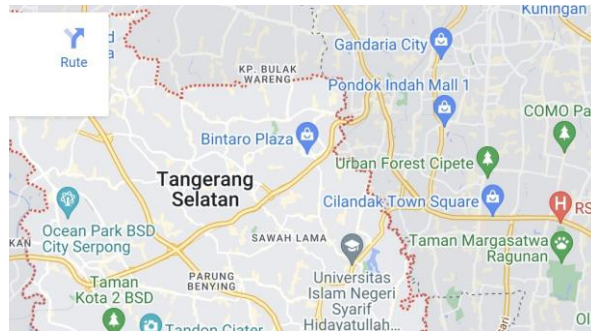 Rute
KP. BULAK
WARENG
Gandaria City
Kuningan
Pondok Indah Mall 1
Bintaro Plaza
Urban Forest Cipete
Tangerang
Selatan
Cilandak Town Square
Ocean Park BSD
City Serpong
SAWAH LAMA
Taman Margasatwa
Ragunan
Taman
Kota 2 BSD
PARUNG
BENYING
Universitas
Islam Negeri
Syarif
Hidayatullah...
COMO Pa
H
RS
KAN
Tandon Ciater